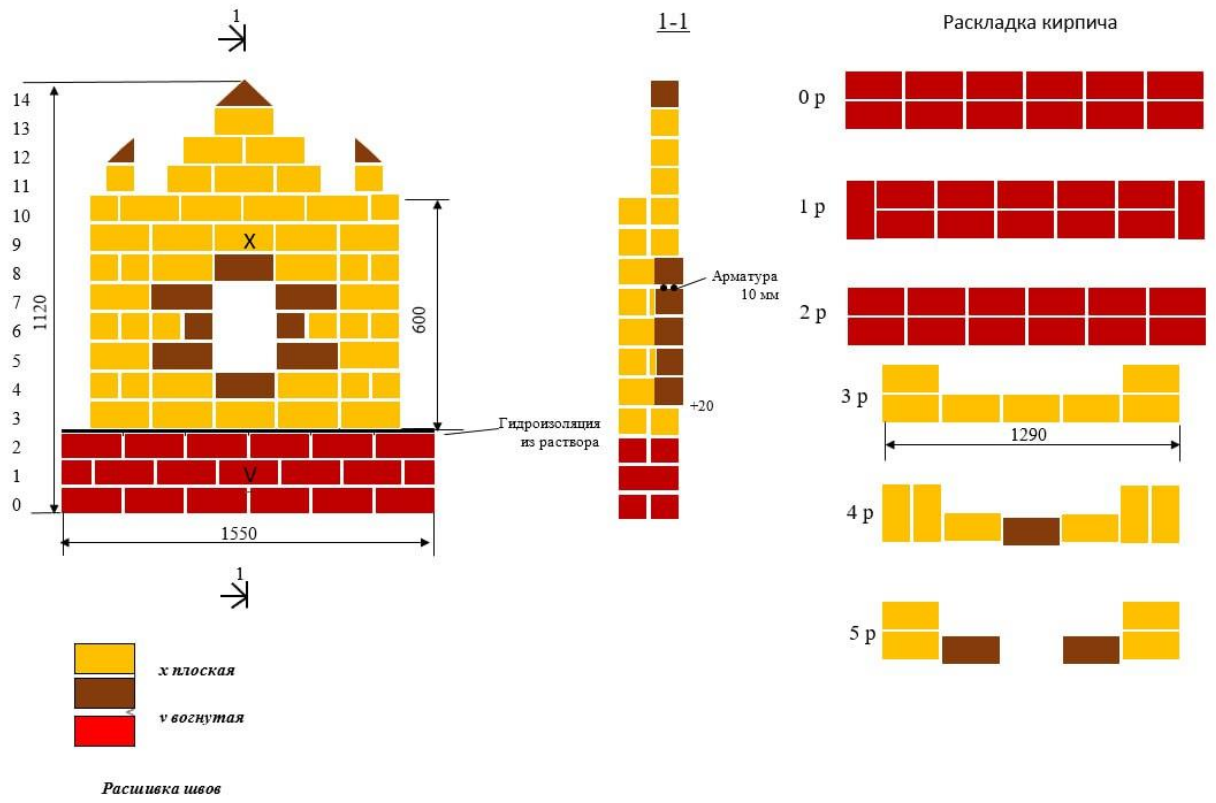 1
1-1
Раскладка кирпича
14
13
12
11
10
9
8
7
6
5
4
3
2
1
0
1120
X
600
V
1550
1
Гидроизоляция
из раствора
Арматура
10 мм
+20
0 р
1 р
2 р
3 р
1290
4 р
5 р
х плоская
v вогнутая
Расшивка швов